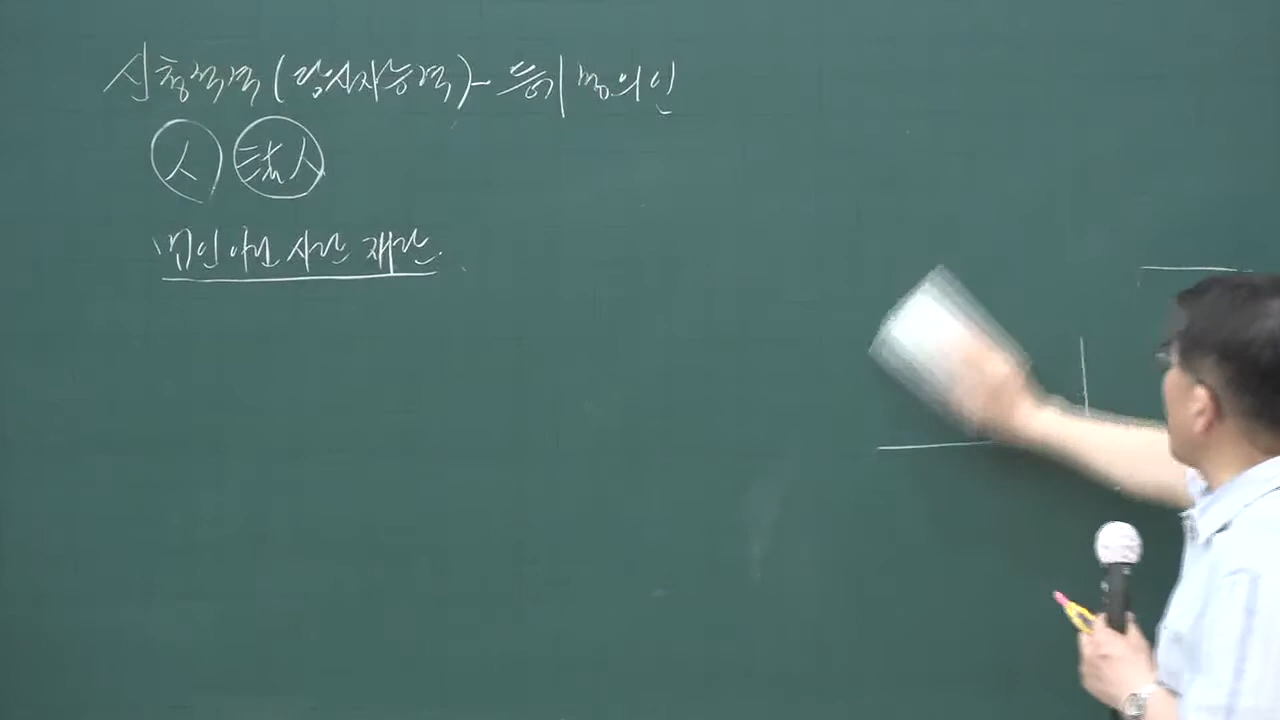 신청적격(당사자능력)-등기명의인
人 法人
법인 아닌 사단 재단.